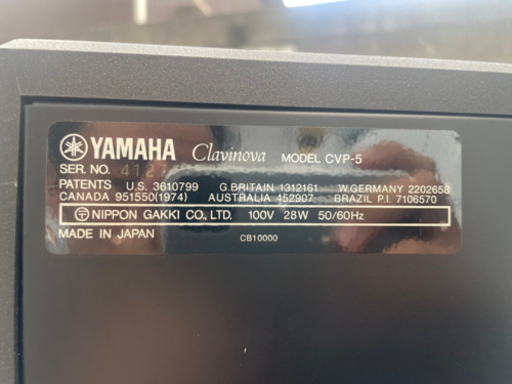 YAMAHA Clavinova MODEL CVP-5
SER. NO. 4127
PATENTS U.S. 3610799 G.BRITAIN 1312161 W.GERMANY 2202658
CANADA 951550(1974) AUSTRALIA 452907 BRAZIL P.I. 7106570
NIPPON GAKKI CO., LTD. 100V 28W 50/60Hz
MADE IN JAPAN CB10000